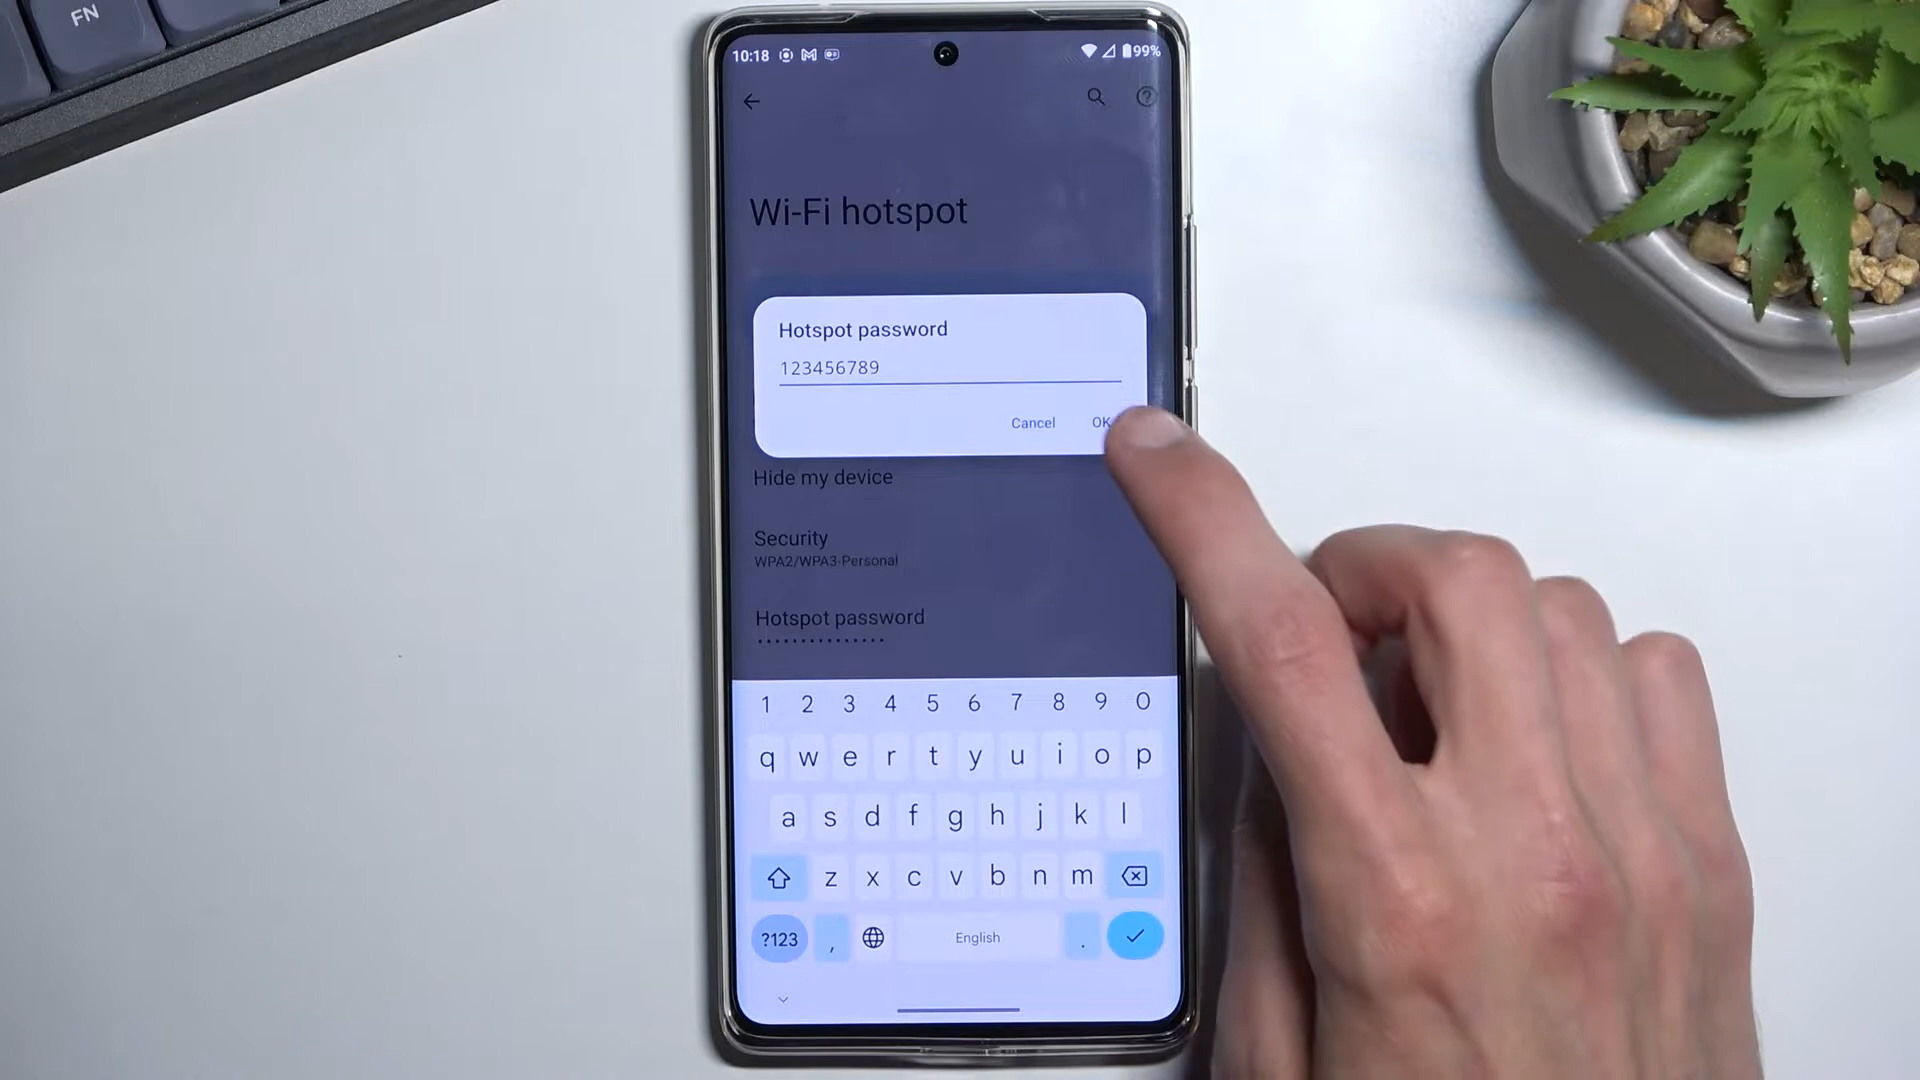 FN
10:18
99%
Wi-Fi hotspot
Hotspot password
123456789
Cancel
OK
Hide my device
Security
WPA2/WPA3-Personal
Hotspot password
•••••••••••••••
1 2 3 4 5 6 7 8 9 0
q w e r t y u i o p
a s d f g h j k l
z x c v b n m
?123 , English .